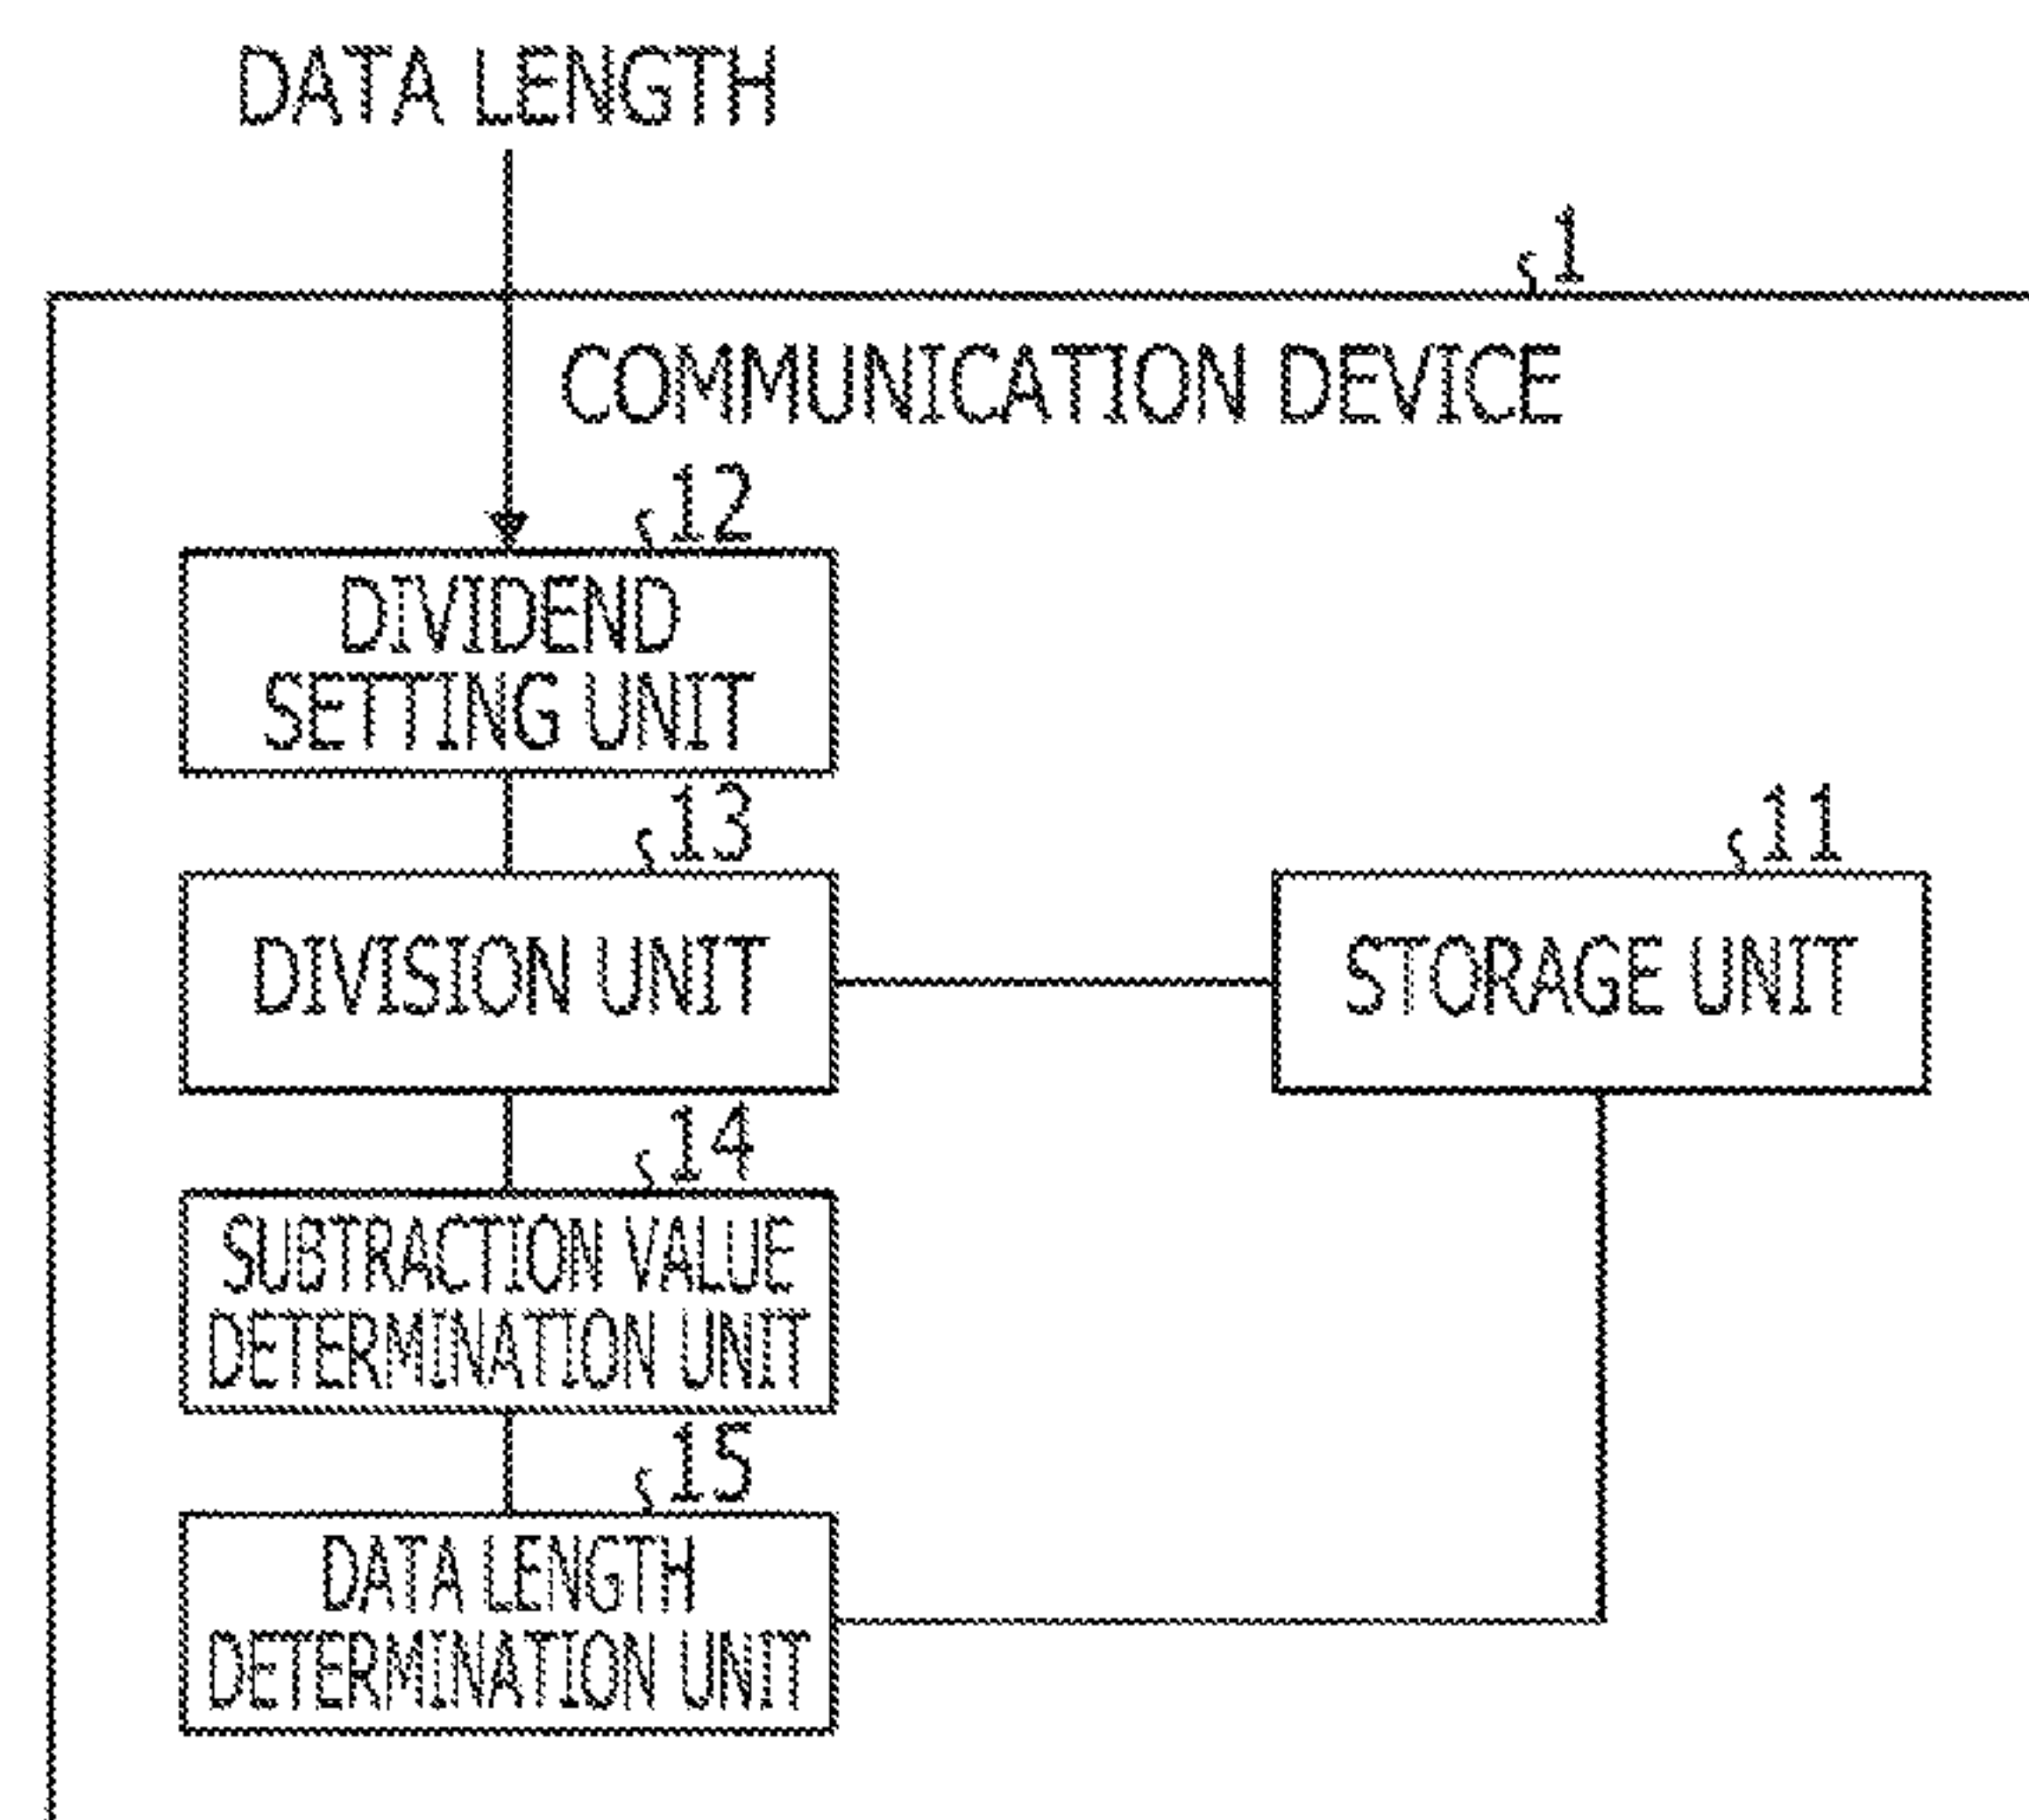 DATA LENGTH
1
COMMUNICATION DEVICE
12
DIVIDEND
SETTING UNIT
13
11
DIVISION UNIT
STORAGE UNIT
14
SUBTRACTION VALUE
DETERMINATION UNIT
15
DATA LENGTH
DETERMINATION UNIT